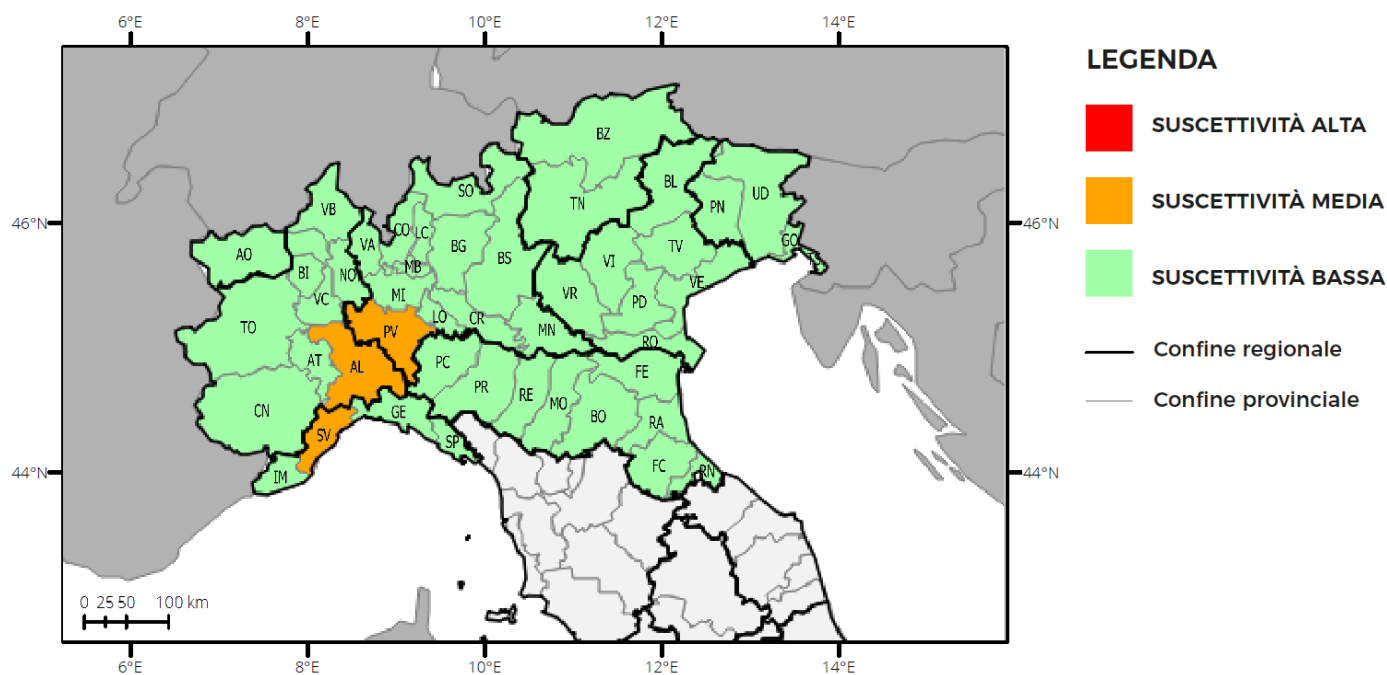 6°E 8°E 10°E 12°E 14°E
LEGENDA
SUSCETTIVITÀ ALTA
SUSCETTIVITÀ MEDIA
SUSCETTIVITÀ BASSA
Confine regionale
Confine provinciale
46°N
46°N
44°N
44°N
BZ
SO
TN
BL
PN
UD
GO
VB
AO
BI
NO
VC
VA
CO
LC
MB
BG
BS
MI
TO
PV
LO
CR
MN
VR
VI
TV
VE
PD
RO
AT
AL
CN
PC
PR
RE
MO
BO
FE
RA
FC
RN
SV
GE
SP
IM
0 25 50 100 km
6°E 8°E 10°E 12°E 14°E